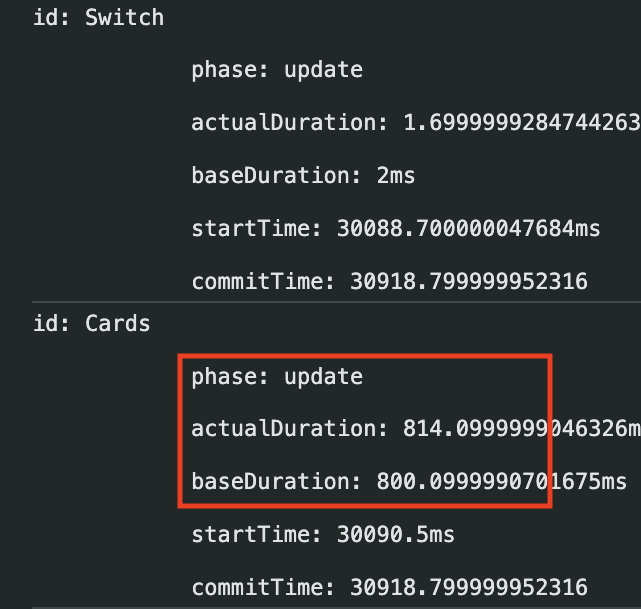 id: Switch
phase: update
actualDuration: 1.6999999284744263
baseDuration: 2ms
startTime: 30088.700000047684ms
commitTime: 30918.799999952316
id: Cards
phase: update
actualDuration: 814.0999999046326m
baseDuration: 800.0999990701675ms
startTime: 30090.5ms
commitTime: 30918.799999952316